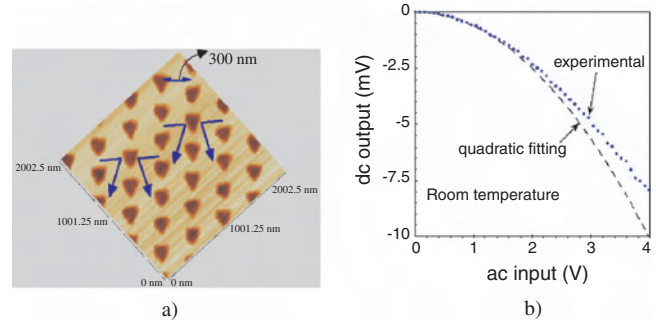 300 nm
2002.5 nm
2002.5 nm
1001.25 nm
1001.25 nm
0 nm
0 nm
a)
b)
0
-2.5
-5
-7.5
-10
dc output (mV)
experimental
quadratic fitting
Room temperature
0
1
2
3
4
ac input (V)